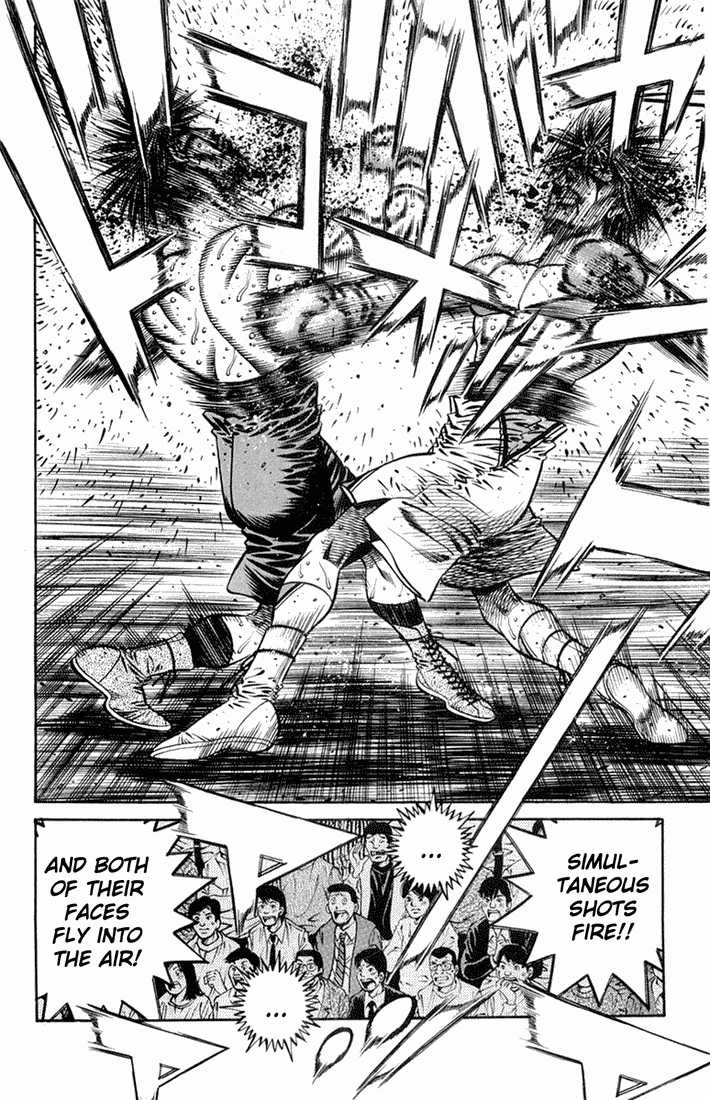 SIMUL-
TANEOUS
SHOTS
FIRE!!
...
AND BOTH
OF THEIR
FACES
FLY INTO
THE AIR!
...